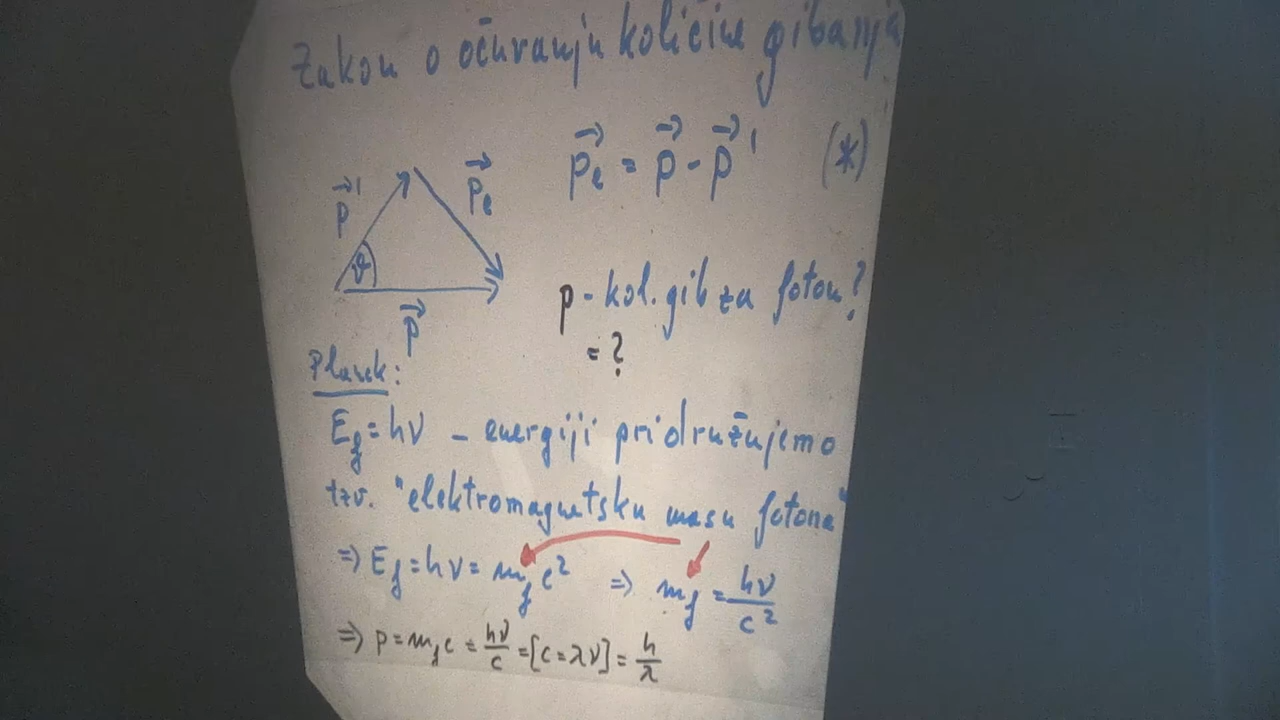 Zakon o očuvanju količine gibanja
p⃗ₑ = p⃗ - p⃗' (*)
p⃗' p⃗ₑ
ϑ
p⃗
p - kol. gib za foton?
= ?
Planck:
E_f = hν - energiji pridružujemo
tzv. "elektromagnetsku masu fotona"
⇒ E_f = hν = m_f c² ⇒ m_f = hν/c²
⇒ p = m_f c = hν/c = [c = λν] = h/λ